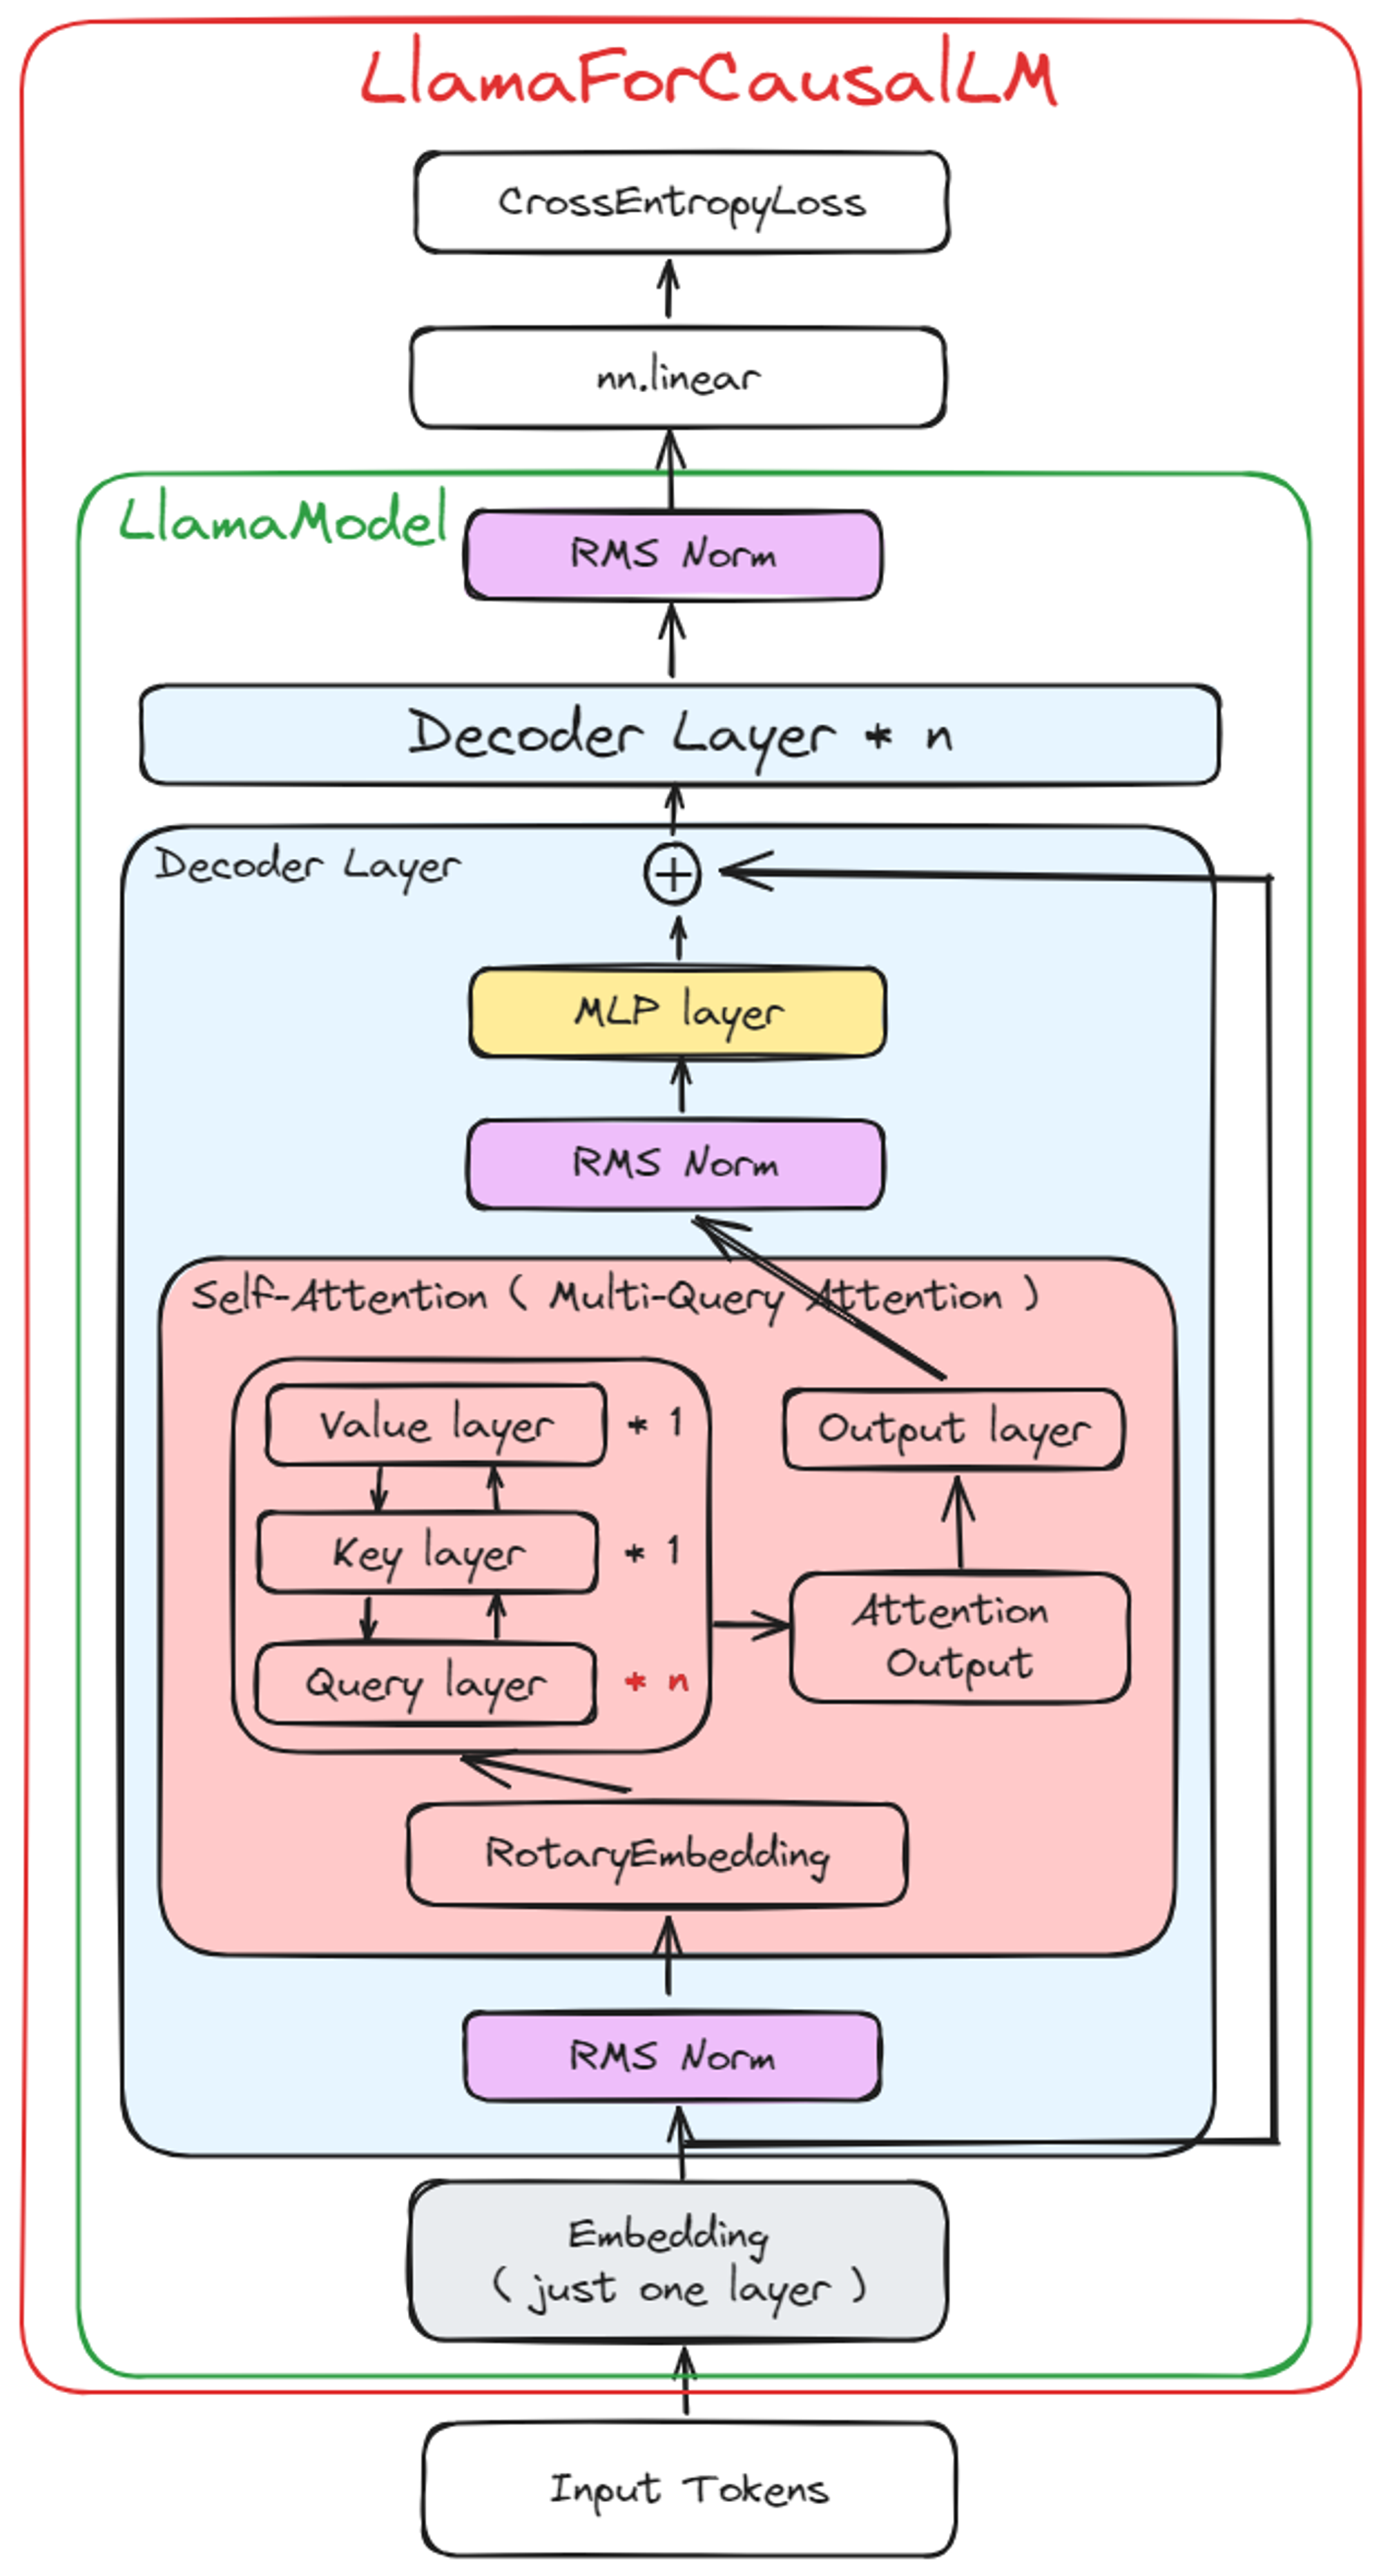 LlamaForCausalLM
CrossEntropyLoss
nn.linear
LlamaModel
RMS Norm
Decoder Layer * n
Decoder Layer
+
MLP layer
RMS Norm
Self-Attention ( Multi-Query Attention )
Value layer * 1
Output layer
Key layer * 1
Attention
Output
Query layer * n
RotaryEmbedding
RMS Norm
Embedding
( just one layer )
Input Tokens